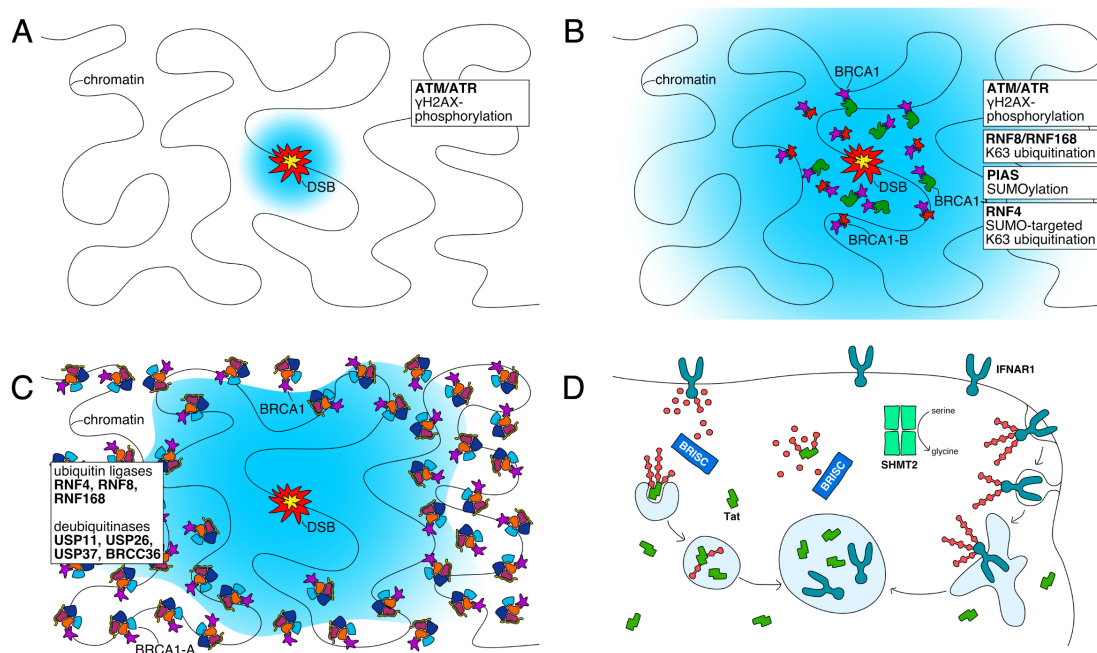 A
chromatin
ATM/ATR
γH2AX-
phosphorylation
DSB
B
BRCA1
chromatin
ATM/ATR
γH2AX-
phosphorylation
RNF8/RNF168
K63 ubiquitination
PIAS
SUMOylation
RNF4
SUMO-targeted
K63 ubiquitination
DSB
BRCA1
BRCA1-B
C
BRCA1
chromatin
ubiquitin ligases
RNF4, RNF8,
RNF168
deubiquitinases
USP11, USP26,
USP37, BRCC36
DSB
BRCA1-A
D
IFNAR1
serine
glycine
SHMT2
BRISC
BRISC
Tat